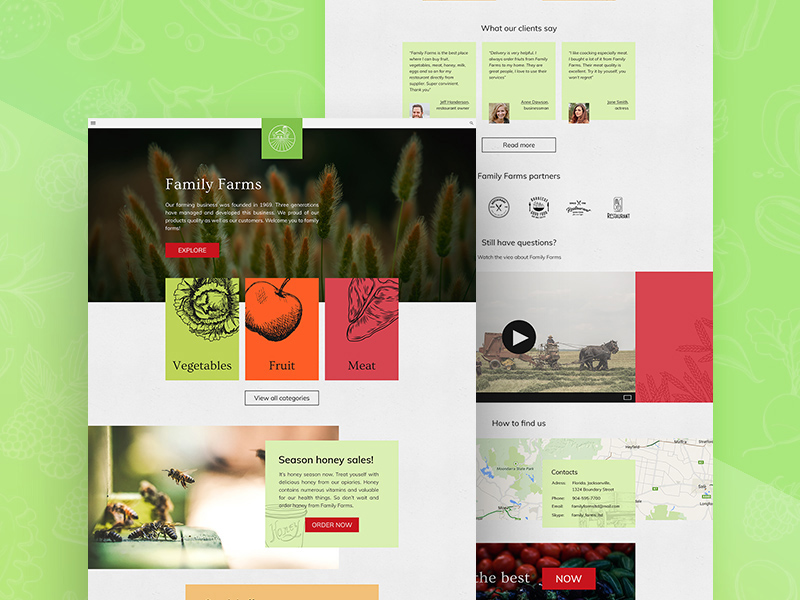 Family Farms
Our farming business was founded in 1969. Three generations
have managed and developed this business. We proud of our
products quality as well as our customers. Welcome you to family
farms!
EXPLORE
Vegetables
Fruit
Meat
View all categories
Season honey sales!
It's honey season now. Treat youself with
delicious honey from our apiaries. Honey
contains numerous vitamins and valuable
for our health things. So don't wait and
order honey from Family Farms.
Honey
ORDER NOW
What our clients say
"Family Farms is the best place
where I can buy fruit,
vegetables, meat, honey, milk,
eggs and so on for my
restaurant directly from
supplier. Super convinient.
Thank you"
Jeff Henderson,
restaurant owner
"Delivery is very helpful. I
always order fruits from Family
Farms to my home. They are
great people, I love to use their
services"
Anne Dawson,
businessman
"I like coocking especially meat.
I bought a lot of it from Family
Farms. Their meat quality is
excellent. Try it by youself, you
won't regret"
Jane Smith,
actress
Read more
Family Farms partners
RESTAURANT
Still have questions?
Watch the vieo about Family Farms
How to find us
Contacts
Adress: Florida, Jacksonville,
1324 Boundary Street
Phone: 904-595-7700
Email: familyfarmsltd@mail.com
Skype: family_farms_ltd
the best
NOW